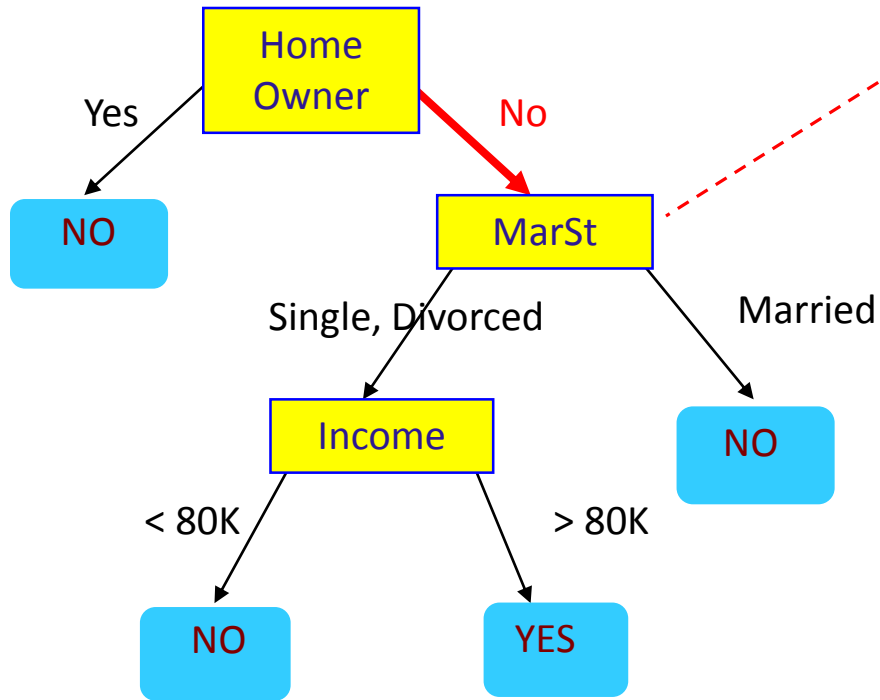 Home
Owner
Yes
No
NO
MarSt
Single, Divorced
Married
Income
NO
< 80K
> 80K
NO
YES